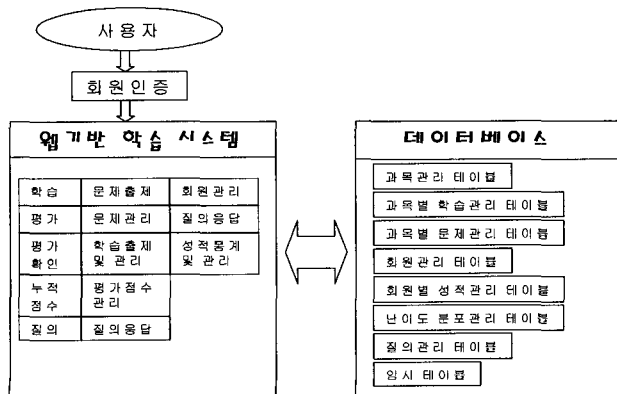 사용자
회원인증
웹기반 학습 시스템
데이터베이스
학습 문제출제 회원관리
평가 문제관리 질의응답
평가 학습출제 성적통계
확인 및 관리 및 관리
누적 평가점수
점수 관리
질의 질의응답
과목관리 테이블
과목별 학습관리 테이블
과목별 문제관리 테이블
회원관리 테이블
회원별 성적관리 테이블
난이도 분포관리 테이블
질의관리 테이블
임시 테이블